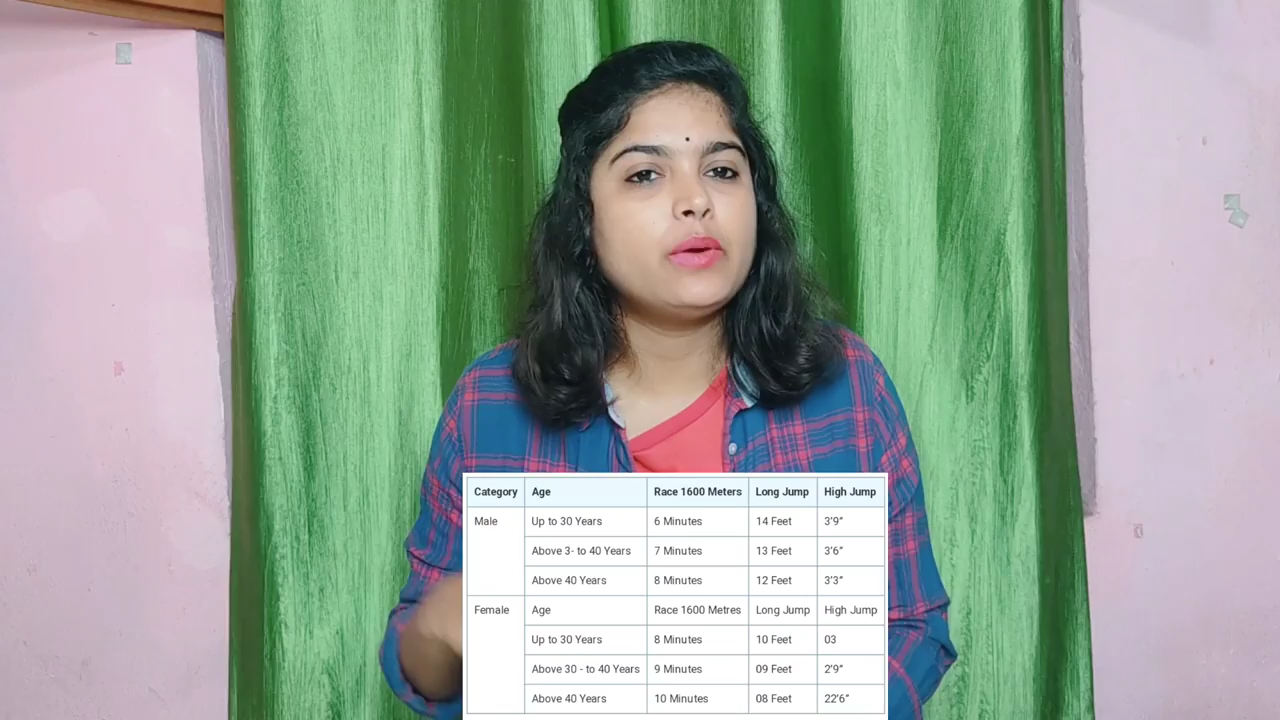 Category Age Race 1600 Meters Long Jump High Jump
Male Up to 30 Years 6 Minutes 14 Feet 3'9”
Above 3- to 40 Years 7 Minutes 13 Feet 3'6”
Above 40 Years 8 Minutes 12 Feet 3'3”
Female Age Race 1600 Metres Long Jump High Jump
Up to 30 Years 8 Minutes 10 Feet 03
Above 30 - to 40 Years 9 Minutes 09 Feet 2'9”
Above 40 Years 10 Minutes 08 Feet 22'6”